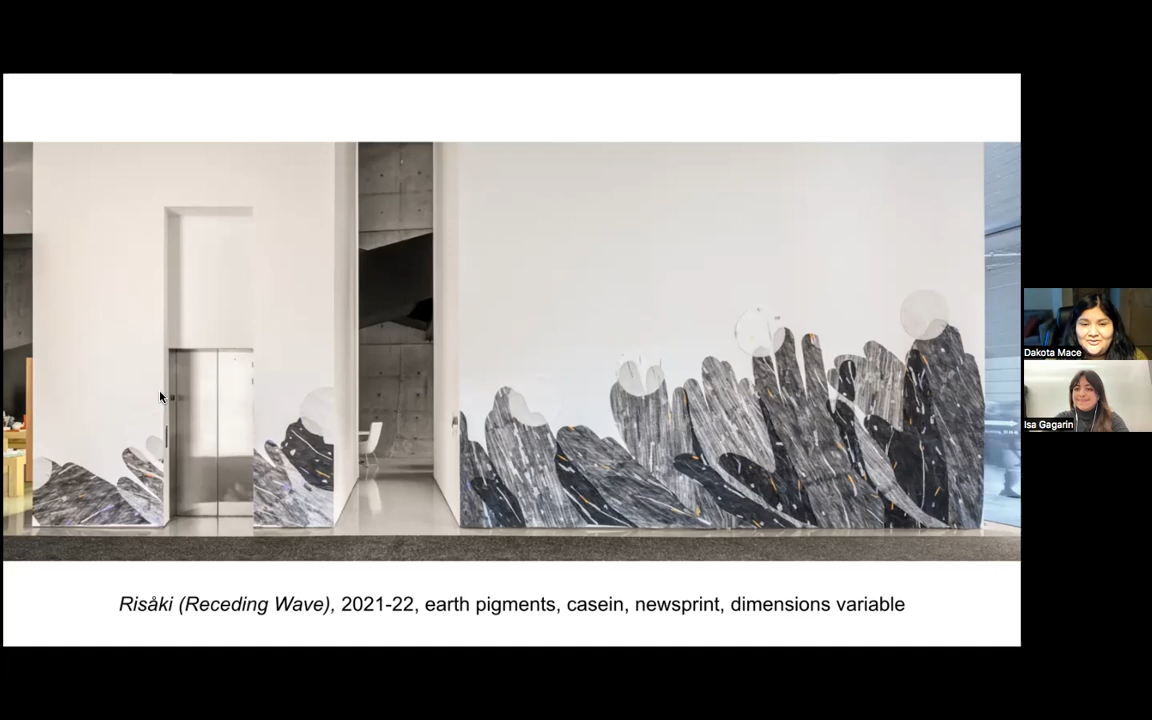 Risåki (Receding Wave), 2021-22, earth pigments, casein, newsprint, dimensions variable
Dakota Mace
Isa Gagarin